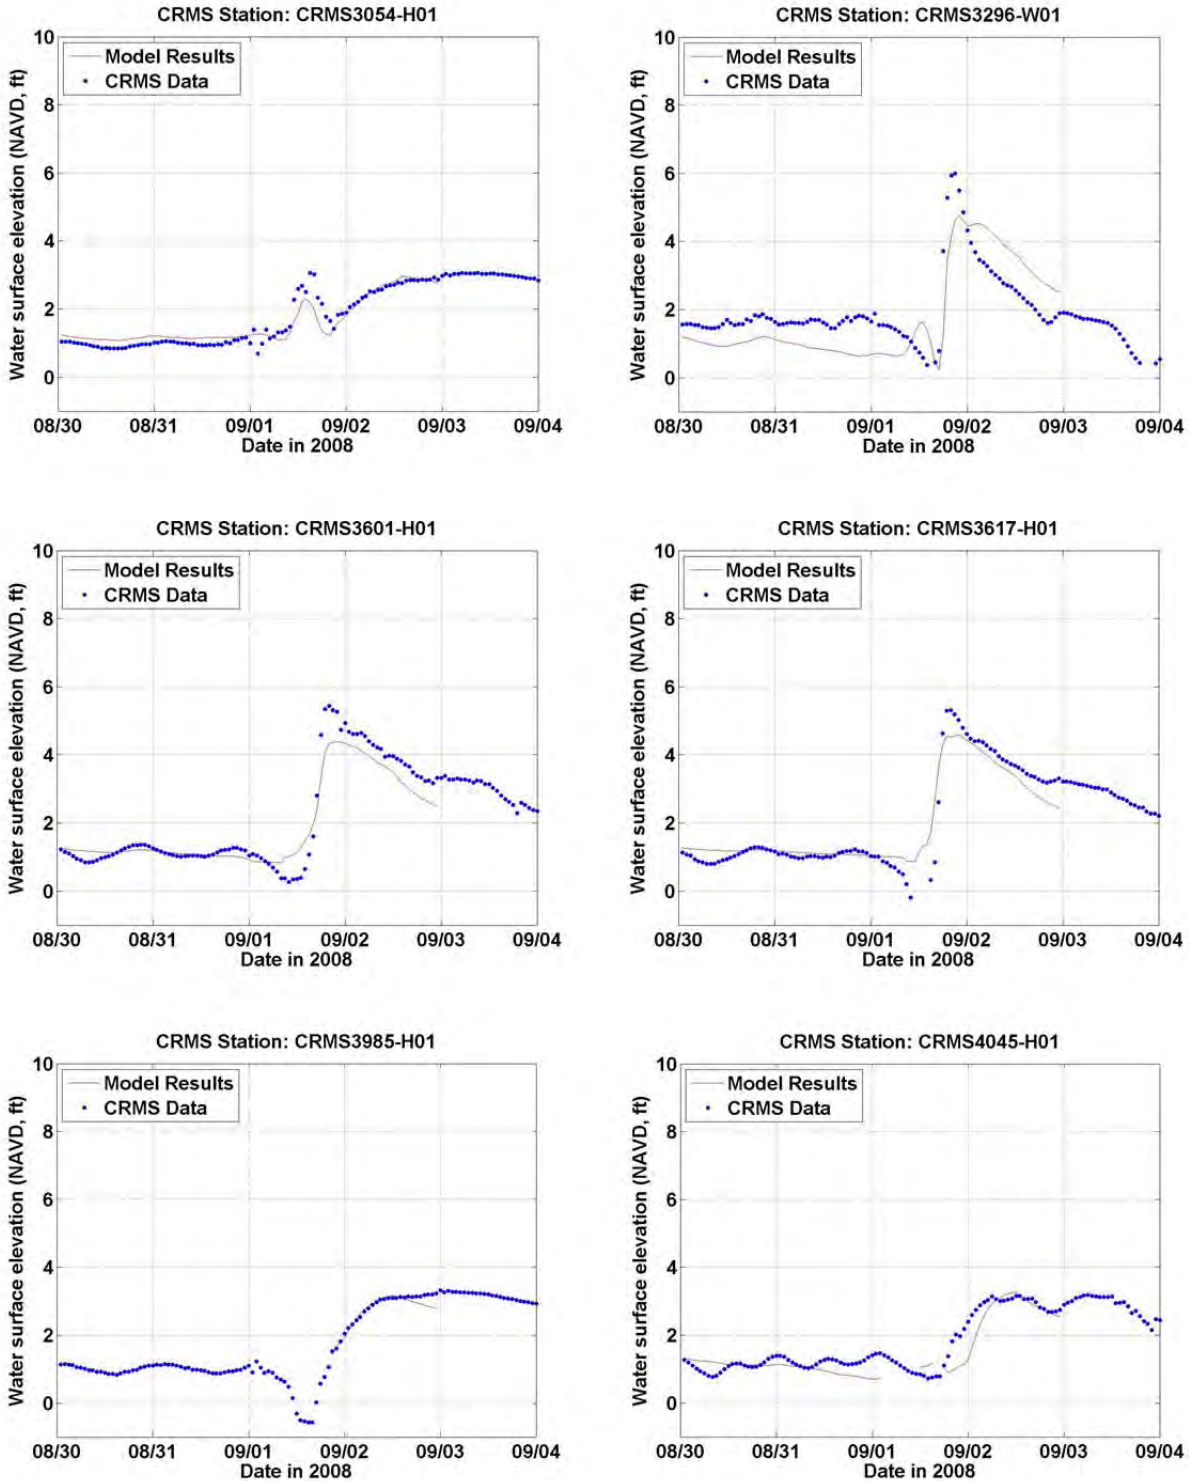 CRMS Station: CRMS3054-H01
10
8
6
4
2
0
Water surface elevation (NAVD, ft)
Model Results
CRMS Data
08/30 08/31 09/01 09/02 09/03 09/04
Date in 2008
CRMS Station: CRMS3296-W01
10
8
6
4
2
0
Water surface elevation (NAVD, ft)
Model Results
CRMS Data
08/30 08/31 09/01 09/02 09/03 09/04
Date in 2008
CRMS Station: CRMS3601-H01
10
8
6
4
2
0
Water surface elevation (NAVD, ft)
Model Results
CRMS Data
08/30 08/31 09/01 09/02 09/03 09/04
Date in 2008
CRMS Station: CRMS3617-H01
10
8
6
4
2
0
Water surface elevation (NAVD, ft)
Model Results
CRMS Data
08/30 08/31 09/01 09/02 09/03 09/04
Date in 2008
CRMS Station: CRMS3985-H01
10
8
6
4
2
0
Water surface elevation (NAVD, ft)
Model Results
CRMS Data
08/30 08/31 09/01 09/02 09/03 09/04
Date in 2008
CRMS Station: CRMS4045-H01
10
8
6
4
2
0
Water surface elevation (NAVD, ft)
Model Results
CRMS Data
08/30 08/31 09/01 09/02 09/03 09/04
Date in 2008